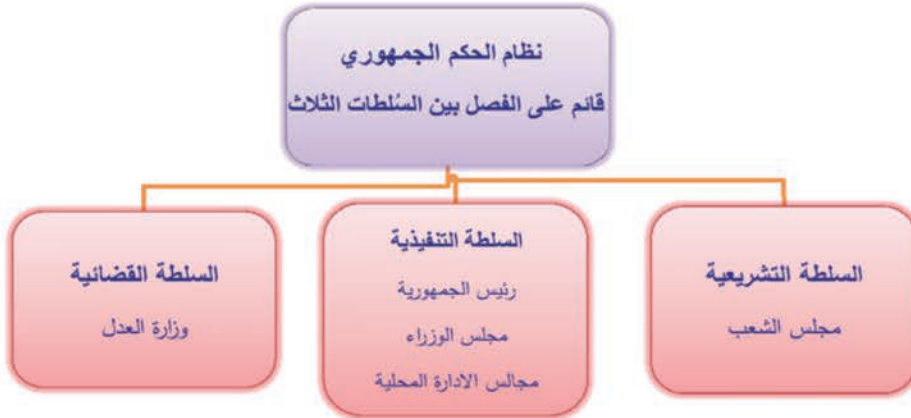 نظام الحكم الجمهوري
قائم على الفصل بين السُلطات الثلاث
السلطة التشريعية
مجلس الشعب
السلطة التنفيذية
رئيس الجمهورية
مجلس الوزراء
مجالس الادارة المحلية
السلطة القضائية
وزارة العدل